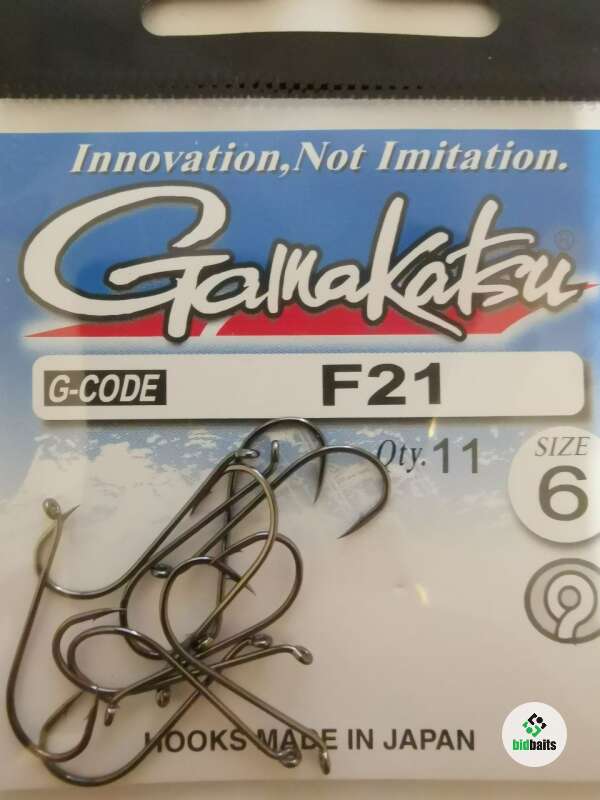 Innovation,Not Imitation.
Gamakatsu®
G-CODE F21
Qty.11
SIZE
6
HOOKS MADE IN JAPAN
bidbaits